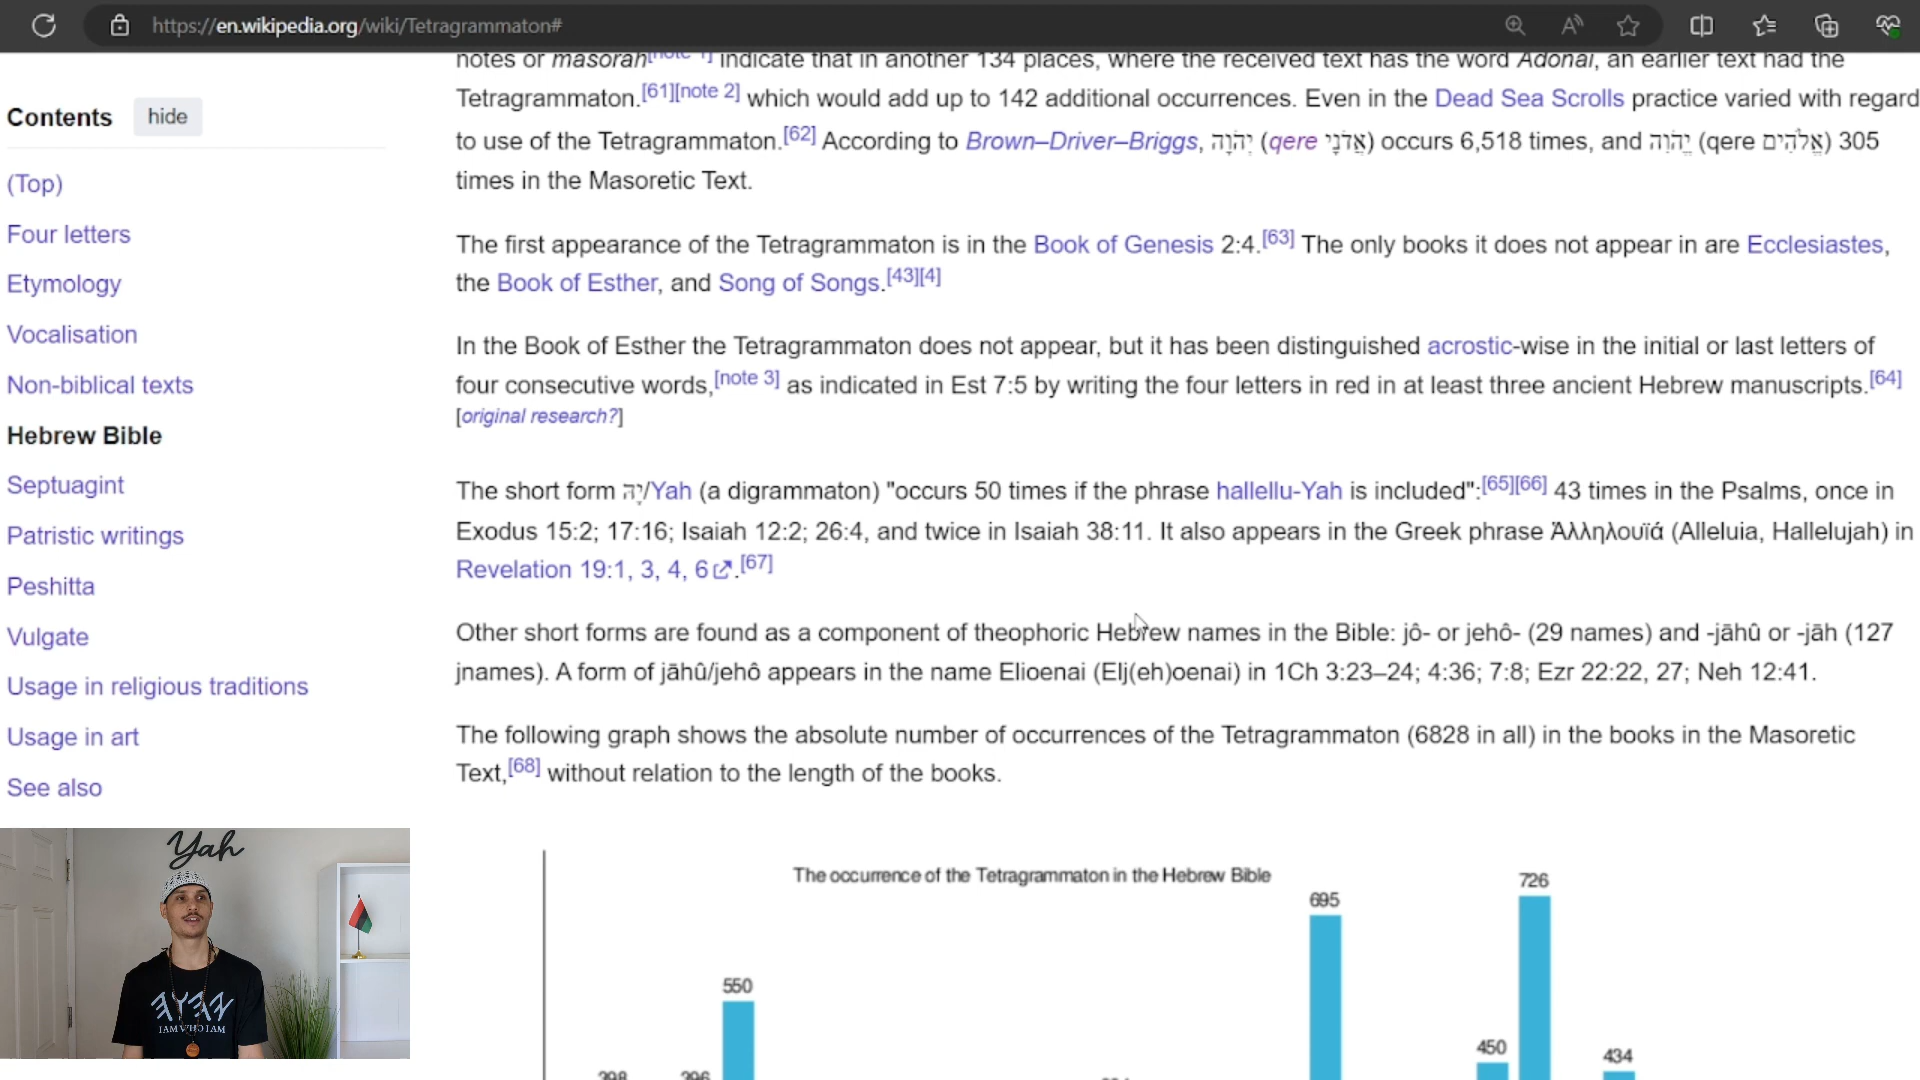 https://en.wikipedia.org/wiki/Tetragrammaton#
Contents
hide
(Top)
Four letters
Etymology
Vocalisation
Non-biblical texts
Hebrew Bible
Septuagint
Patristic writings
Peshitta
Vulgate
Usage in religious traditions
Usage in art
See also
notes or masorah[note 1] indicate that in another 134 places, where the received text has the word Adonai, an earlier text had the
Tetragrammaton.[61][note 2] which would add up to 142 additional occurrences. Even in the Dead Sea Scrolls practice varied with regard
to use of the Tetragrammaton.[62] According to Brown–Driver–Briggs, יְהֹוָה (qere אֲדֹנָי) occurs 6,518 times, and יֱהֹוִה (qere אֱלֹהִים) 305
times in the Masoretic Text.
The first appearance of the Tetragrammaton is in the Book of Genesis 2:4.[63] The only books it does not appear in are Ecclesiastes,
the Book of Esther, and Song of Songs.[43][4]
In the Book of Esther the Tetragrammaton does not appear, but it has been distinguished acrostic-wise in the initial or last letters of
four consecutive words,[note 3] as indicated in Est 7:5 by writing the four letters in red in at least three ancient Hebrew manuscripts.[64]
[original research?]
The short form יָהּ/Yah (a digrammaton) "occurs 50 times if the phrase hallellu-Yah is included":[65][66] 43 times in the Psalms, once in
Exodus 15:2; 17:16; Isaiah 12:2; 26:4, and twice in Isaiah 38:11. It also appears in the Greek phrase Ἀλληλουϊά (Alleluia, Hallelujah) in
Revelation 19:1, 3, 4, 6.[67]
Other short forms are found as a component of theophoric Hebrew names in the Bible: jô- or jehô- (29 names) and -jāhû or -jāh (127
jnames). A form of jāhû/jehô appears in the name Elioenai (Elj(eh)oenai) in 1Ch 3:23–24; 4:36; 7:8; Ezr 22:22, 27; Neh 12:41.
The following graph shows the absolute number of occurrences of the Tetragrammaton (6828 in all) in the books in the Masoretic
Text,[68] without relation to the length of the books.
The occurrence of the Tetragrammaton in the Hebrew Bible
726
695
550
450
434
398
396
Yah
𐤉𐤄𐤅𐤄
I AM WHO I AM